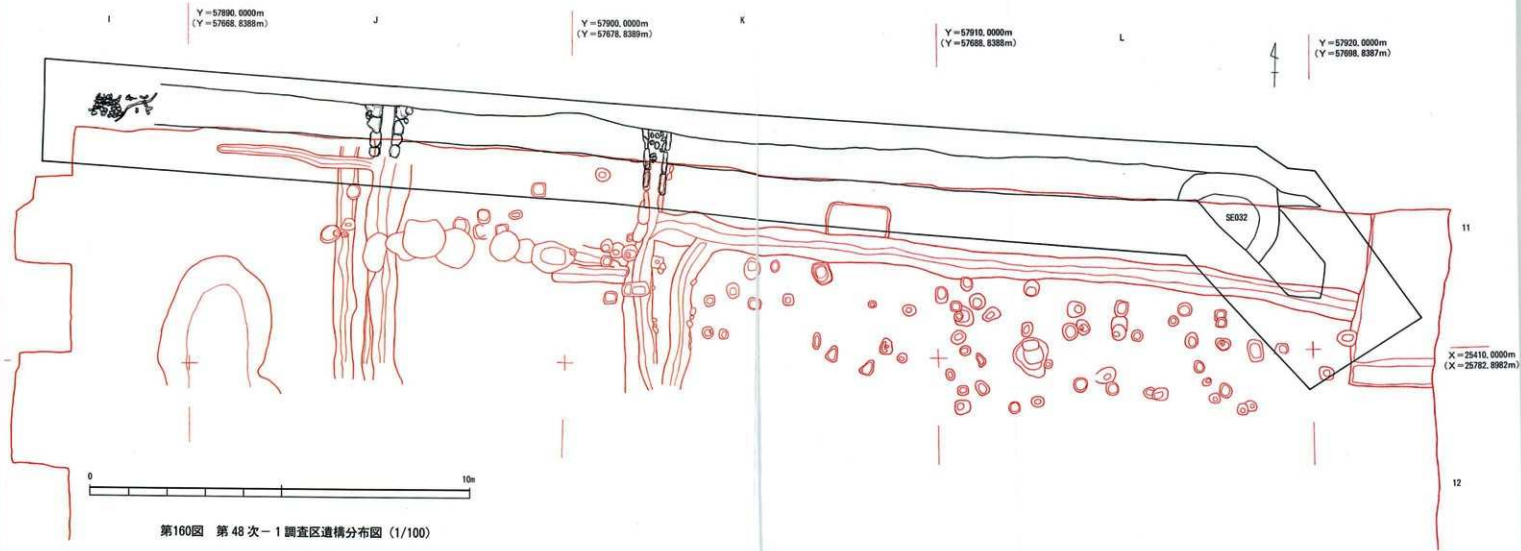 I
Y=57890.0000m
(Y=57668.8388m)
J
Y=57900.0000m
(Y=57678.8389m)
K
Y=57910.0000m
(Y=57688.8388m)
L
Y=57920.0000m
(Y=57698.8387m)
SE032
11
X=25410.0000m
(X=25782.8982m)
12
0
10m
第160図 第48次-1調査区遺構分布図 (1/100)